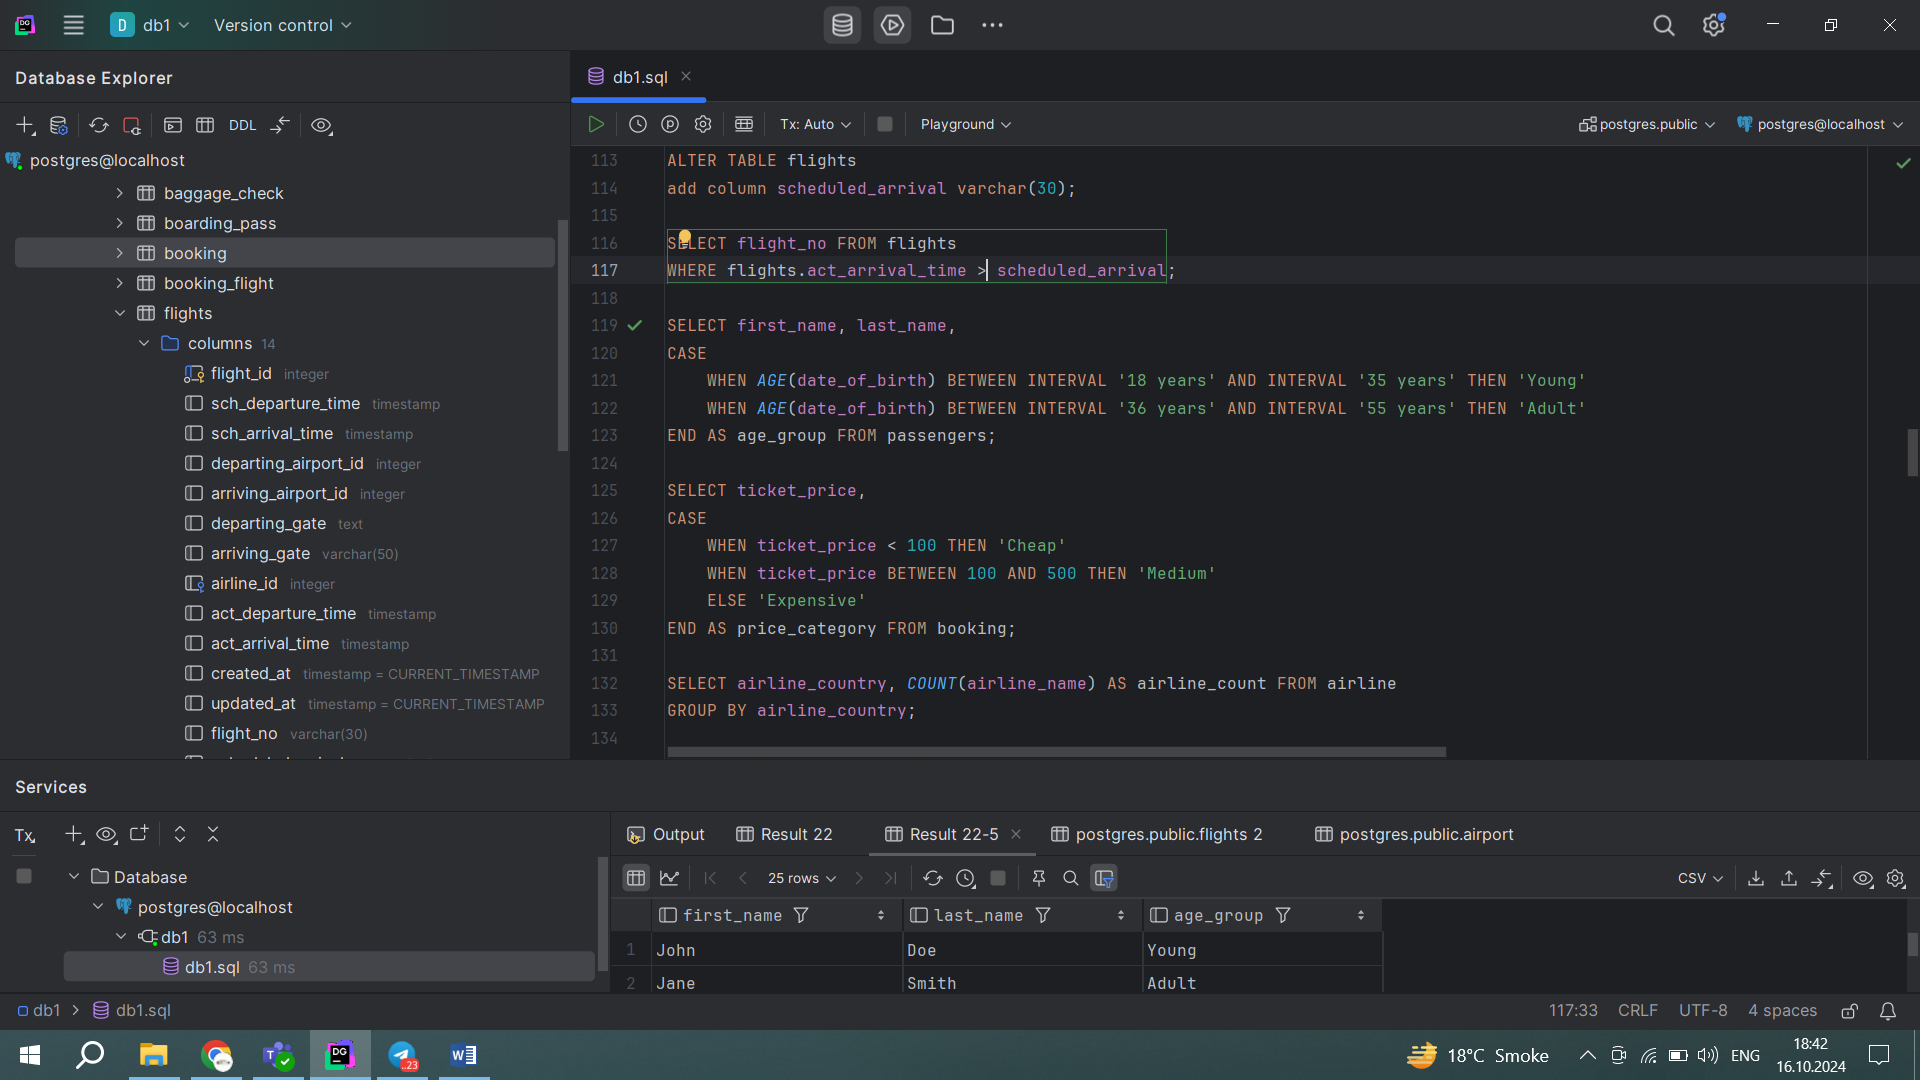 D db1 Version control
Database Explorer
db1.sql
DDL
Tx: Auto Playground postgres.public postgres@localhost
postgres@localhost
baggage_check
boarding_pass
booking
booking_flight
flights
columns 14
flight_id integer
sch_departure_time timestamp
sch_arrival_time timestamp
departing_airport_id integer
arriving_airport_id integer
departing_gate text
arriving_gate varchar(50)
airline_id integer
act_departure_time timestamp
act_arrival_time timestamp
created_at timestamp = CURRENT_TIMESTAMP
updated_at timestamp = CURRENT_TIMESTAMP
flight_no varchar(30)
113 ALTER TABLE flights
114 add column scheduled_arrival varchar(30);
115
116 SELECT flight_no FROM flights
117 WHERE flights.act_arrival_time > scheduled_arrival;
118
119 SELECT first_name, last_name,
120 CASE
121 WHEN AGE(date_of_birth) BETWEEN INTERVAL '18 years' AND INTERVAL '35 years' THEN 'Young'
122 WHEN AGE(date_of_birth) BETWEEN INTERVAL '36 years' AND INTERVAL '55 years' THEN 'Adult'
123 END AS age_group FROM passengers;
124
125 SELECT ticket_price,
126 CASE
127 WHEN ticket_price < 100 THEN 'Cheap'
128 WHEN ticket_price BETWEEN 100 AND 500 THEN 'Medium'
129 ELSE 'Expensive'
130 END AS price_category FROM booking;
131
132 SELECT airline_country, COUNT(airline_name) AS airline_count FROM airline
133 GROUP BY airline_country;
134
Services
Tx
Database
postgres@localhost
db1 63 ms
db1.sql 63 ms
Output Result 22 Result 22-5 postgres.public.flights 2 postgres.public.airport
25 rows CSV
first_name last_name age_group
1 John Doe Young
2 Jane Smith Adult
db1 > db1.sql 117:33 CRLF UTF-8 4 spaces
DG
T
DG
..23
W
18°C Smoke ENG
18:42
16.10.2024